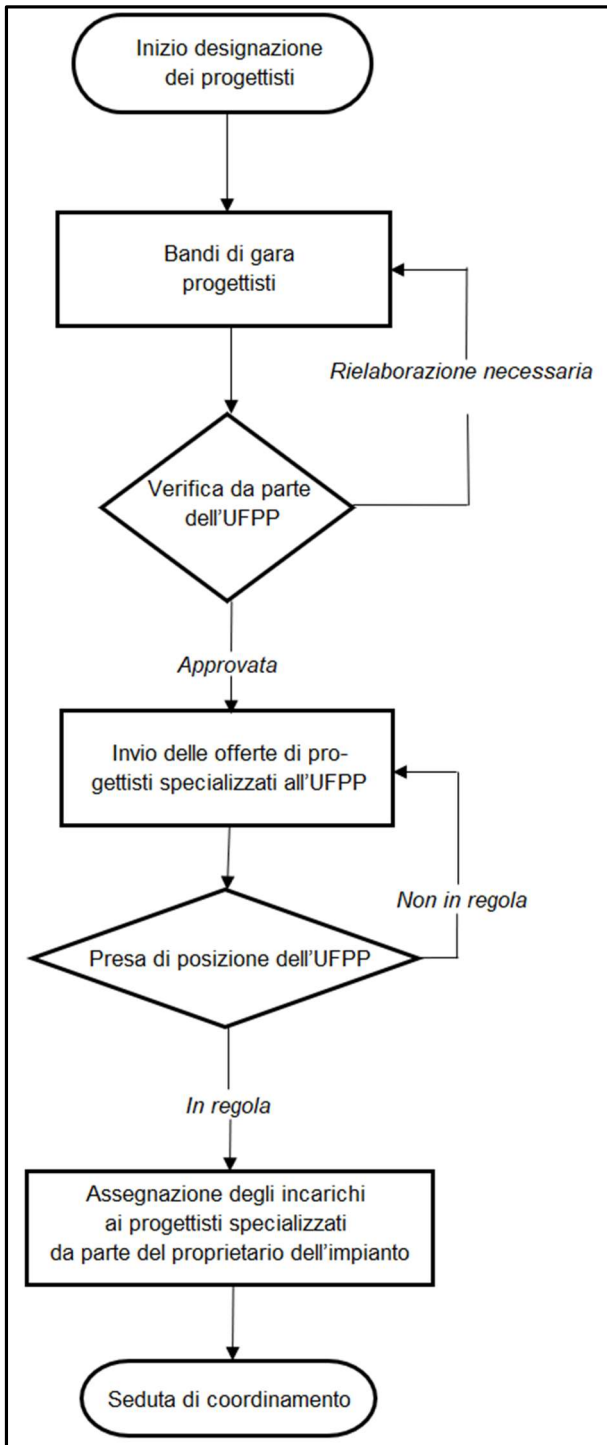 Inizio designazione
dei progettisti
Bandi di gara
progettisti
Rielaborazione necessaria
Verifica da parte
dell'UFPP
Approvata
Invio delle offerte di pro-
gettisti specializzati all'UFPP
Non in regola
Presa di posizione dell'UFPP
In regola
Assegnazione degli incarichi
ai progettisti specializzati
da parte del proprietario dell'impianto
Seduta di coordinamento